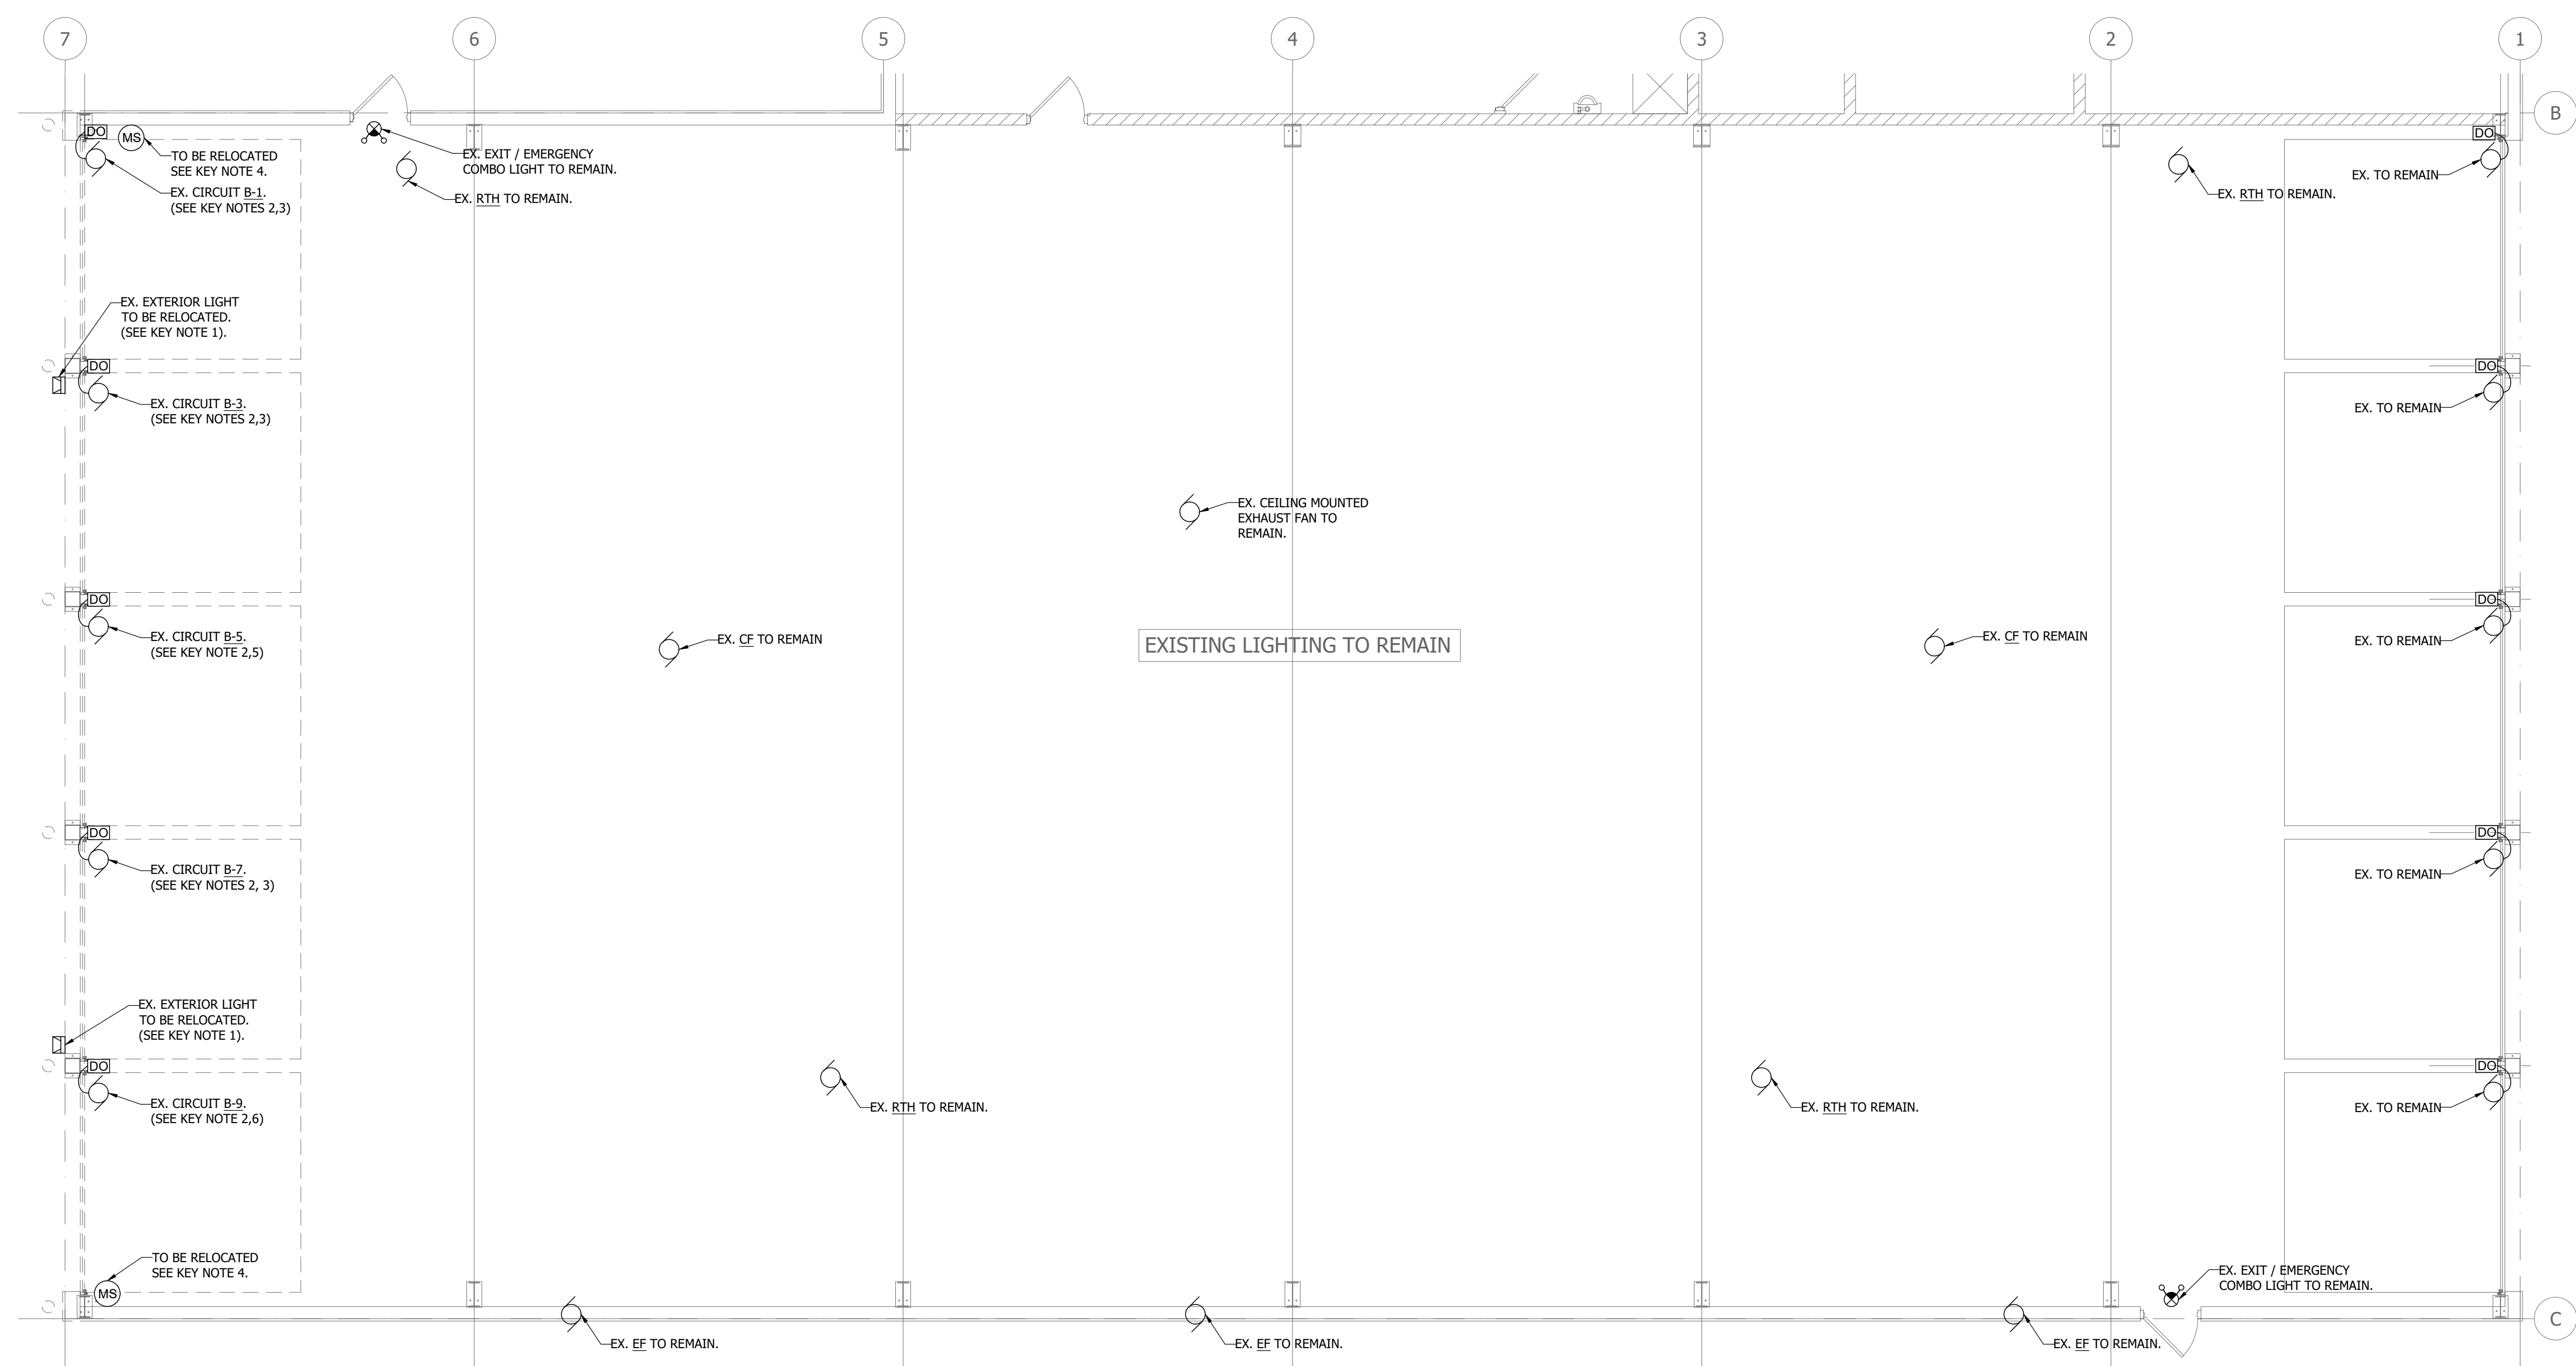 7
6
5
4
3
2
1
B
DO
MS
TO BE RELOCATED
SEE KEY NOTE 4.
EX. CIRCUIT B-1.
(SEE KEY NOTES 2,3)
EX. EXIT / EMERGENCY
COMBO LIGHT TO REMAIN.
EX. RTH TO REMAIN.
EX. RTH TO REMAIN.
DO
EX. TO REMAIN
EX. EXTERIOR LIGHT
TO BE RELOCATED.
(SEE KEY NOTE 1).
DO
EX. CIRCUIT B-3.
(SEE KEY NOTES 2,3)
DO
EX. TO REMAIN
EX. CEILING MOUNTED
EXHAUST FAN TO
REMAIN.
DO
EX. CIRCUIT B-5.
(SEE KEY NOTE 2,5)
EX. CF TO REMAIN
EXISTING LIGHTING TO REMAIN
EX. CF TO REMAIN
DO
EX. TO REMAIN
DO
EX. CIRCUIT B-7.
(SEE KEY NOTES 2, 3)
DO
EX. TO REMAIN
EX. EXTERIOR LIGHT
TO BE RELOCATED.
(SEE KEY NOTE 1).
DO
EX. CIRCUIT B-9.
(SEE KEY NOTE 2,6)
EX. RTH TO REMAIN.
EX. RTH TO REMAIN.
DO
EX. TO REMAIN
TO BE RELOCATED
SEE KEY NOTE 4.
MS
EX. EXIT / EMERGENCY
COMBO LIGHT TO REMAIN.
C
EX. EF TO REMAIN.
EX. EF TO REMAIN.
EX. EF TO REMAIN.